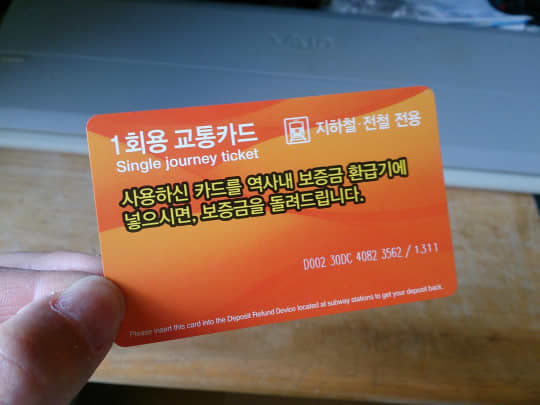 VAIO
1회용 교통카드
지하철·전철 전용
Single journey ticket
사용하신 카드를 역사내 보증금 환급기에
넣으시면, 보증금을 돌려드립니다.
D002 30DC 4082 3562 / 1311
Please insert this card into the Deposit Refund Device located at subway stations to get your deposit back.